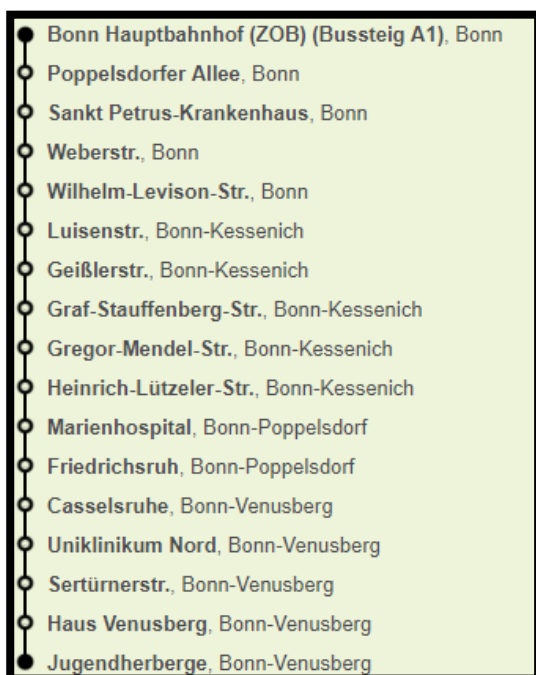 Bonn Hauptbahnhof (ZOB) (Bussteig A1), Bonn
Poppelsdorfer Allee, Bonn
Sankt Petrus-Krankenhaus, Bonn
Weberstr., Bonn
Wilhelm-Levison-Str., Bonn
Luisenstr., Bonn-Kessenich
Geißlerstr., Bonn-Kessenich
Graf-Stauffenberg-Str., Bonn-Kessenich
Gregor-Mendel-Str., Bonn-Kessenich
Heinrich-Lützeler-Str., Bonn-Kessenich
Marienhospital, Bonn-Poppelsdorf
Friedrichsruh, Bonn-Poppelsdorf
Casselsruhe, Bonn-Venusberg
Uniklinikum Nord, Bonn-Venusberg
Sertürnerstr., Bonn-Venusberg
Haus Venusberg, Bonn-Venusberg
Jugendherberge, Bonn-Venusberg